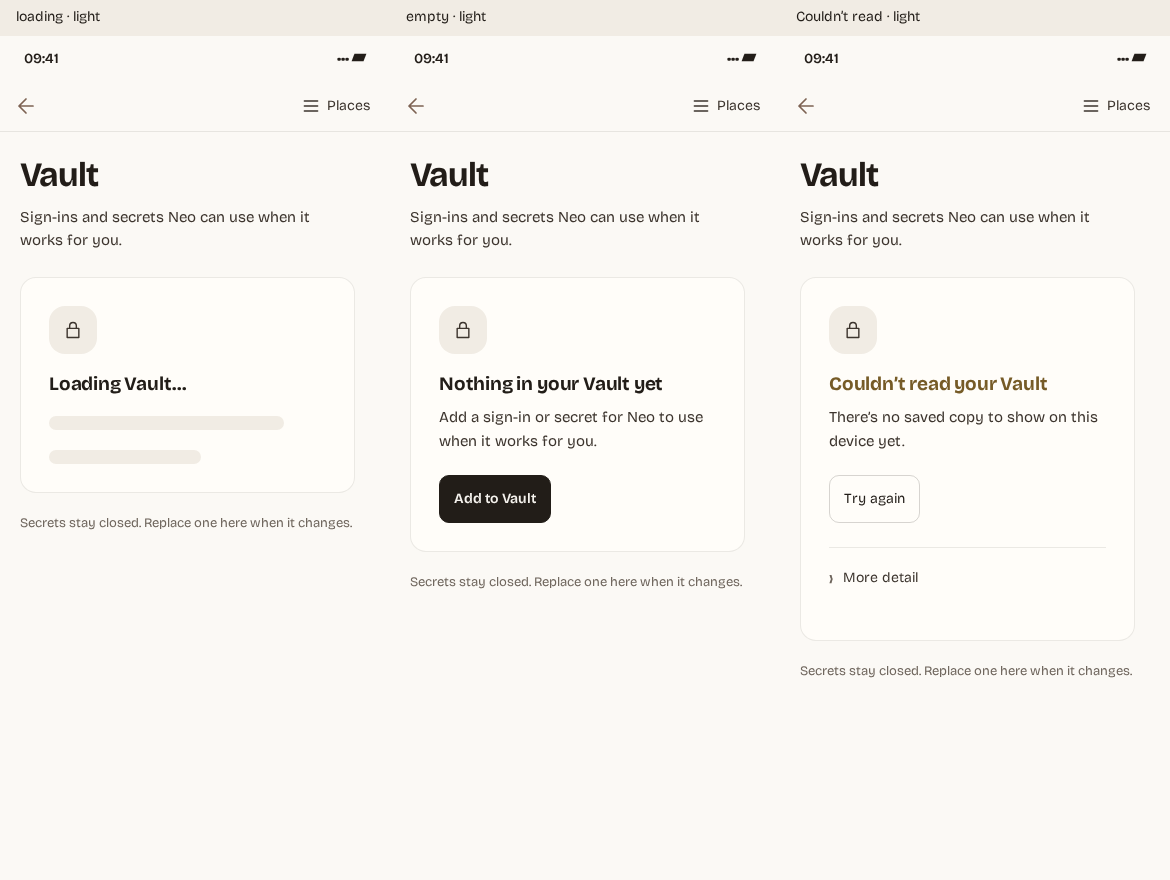 loading · light
09:41
Places
Vault
Sign-ins and secrets Neo can use when it
works for you.
Loading Vault…
Secrets stay closed. Replace one here when it changes.
empty · light
09:41
Places
Vault
Sign-ins and secrets Neo can use when it
works for you.
Nothing in your Vault yet
Add a sign-in or secret for Neo to use
when it works for you.
Add to Vault
Secrets stay closed. Replace one here when it changes.
Couldn’t read · light
09:41
Places
Vault
Sign-ins and secrets Neo can use when it
works for you.
Couldn’t read your Vault
There’s no saved copy to show on this
device yet.
Try again
More detail
Secrets stay closed. Replace one here when it changes.